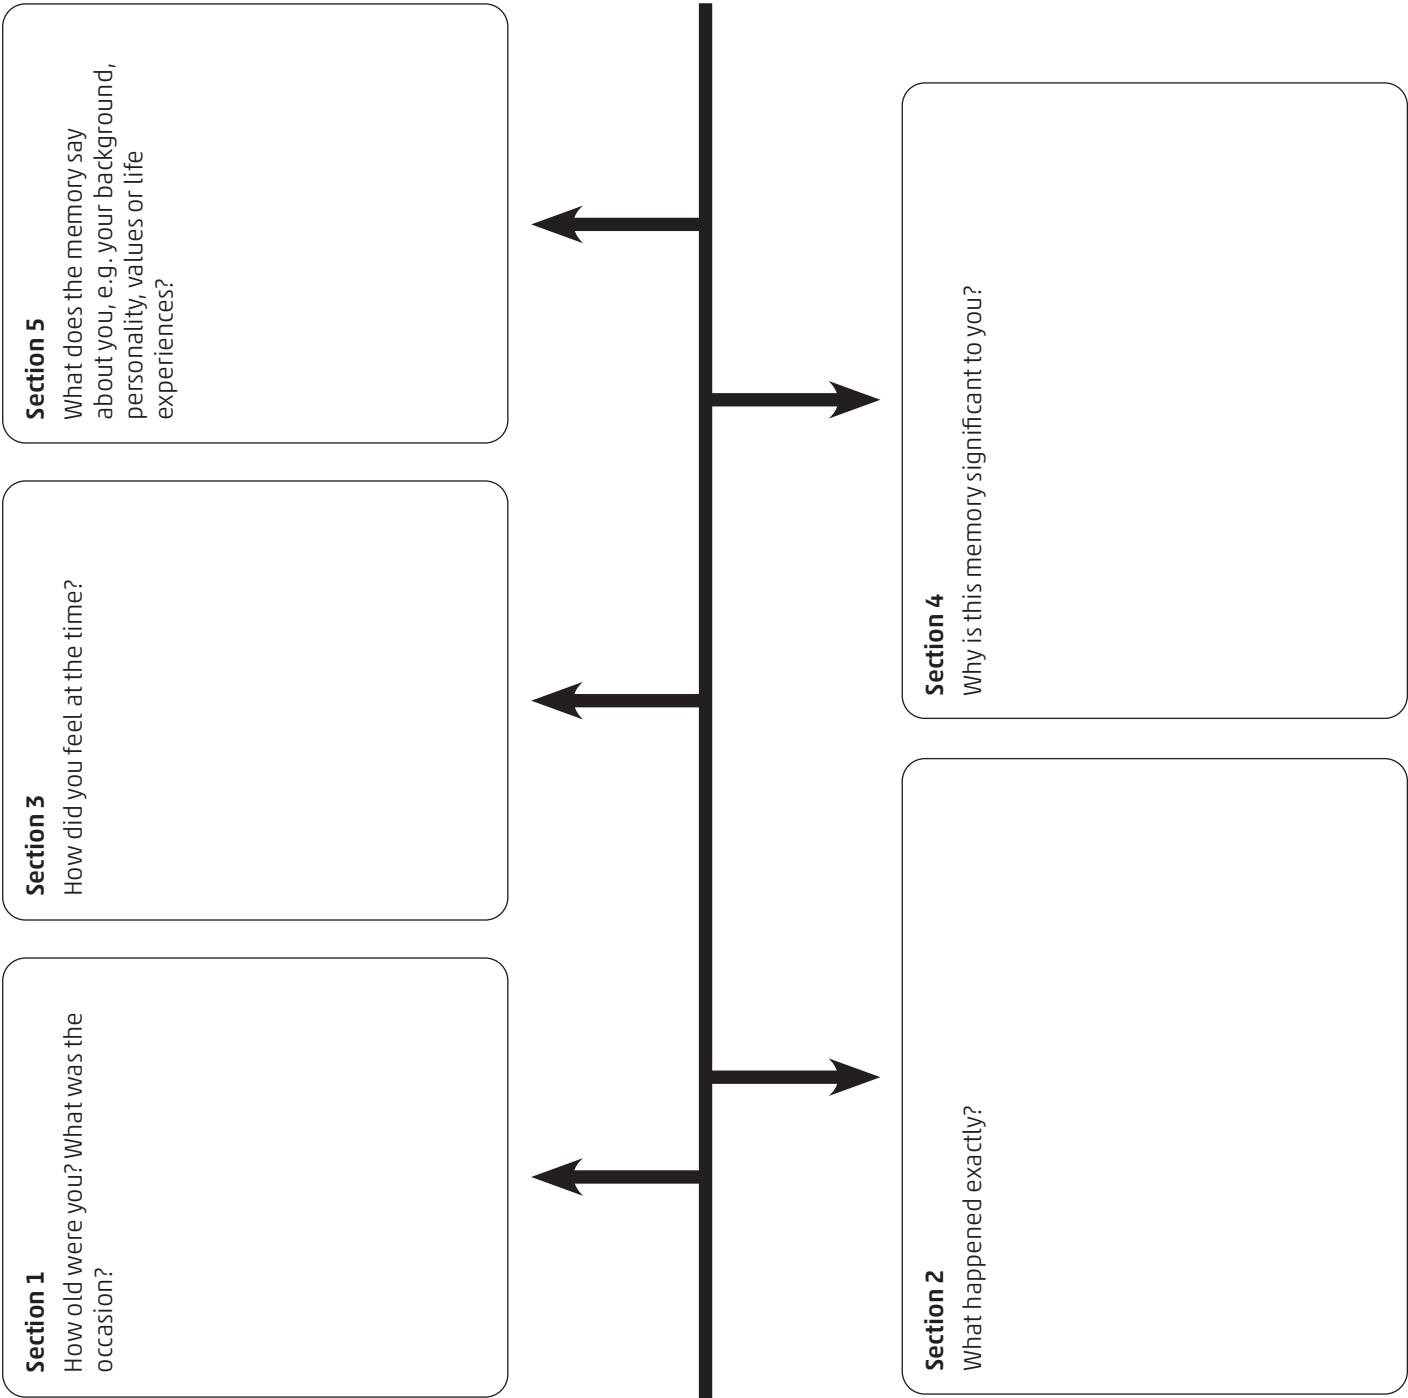 Section 1
How old were you? What was the
occasion?
Section 2
What happened exactly?
Section 3
How did you feel at the time?
Section 4
Why is this memory significant to you?
Section 5
What does the memory say
about you, e.g. your background,
personality, values or life
experiences?